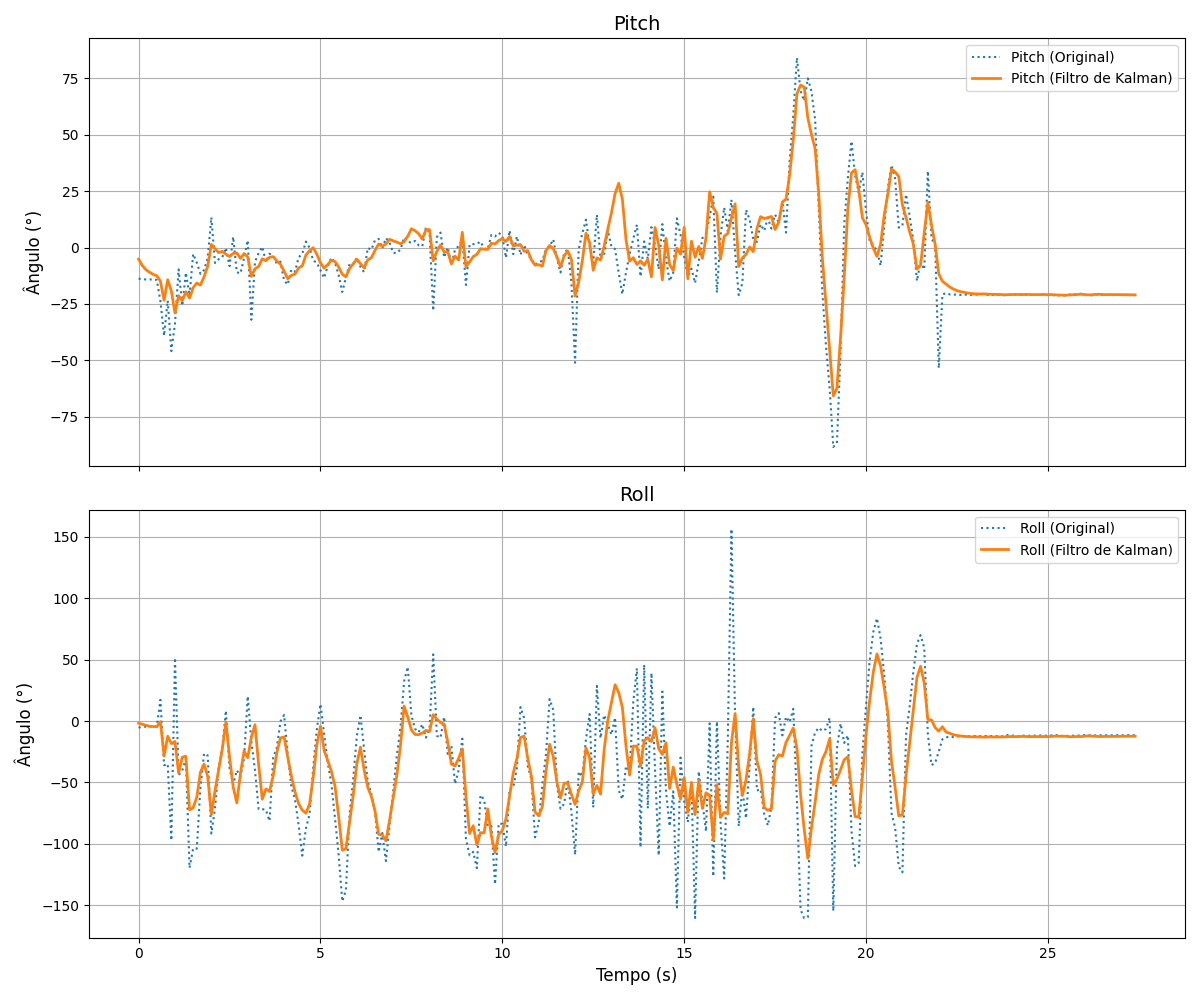 Pitch
Pitch (Original)
Pitch (Filtro de Kalman)
75
50
25
0
−25
−50
−75
Ângulo (°)
Roll
Roll (Original)
Roll (Filtro de Kalman)
150
100
50
0
−50
−100
−150
Ângulo (°)
0 5 10 15 20 25
Tempo (s)